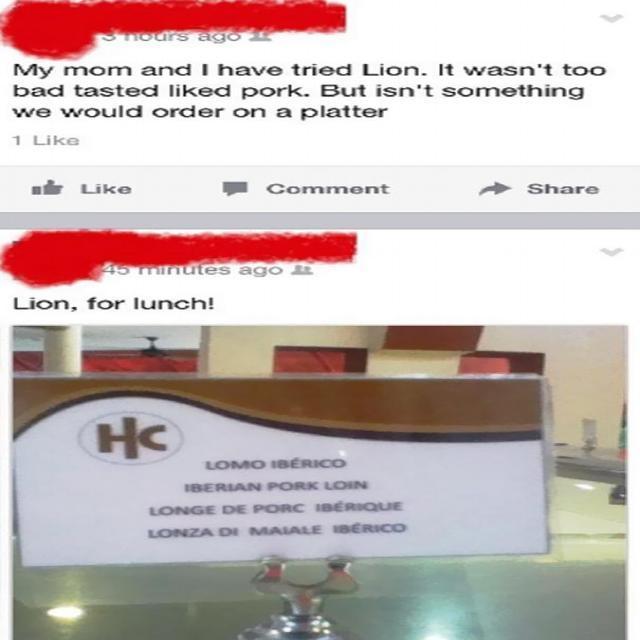 3 hours ago
My mom and I have tried Lion. It wasn't too
bad tasted liked pork. But isn't something
we would order on a platter
1 Like
Like Comment Share
45 minutes ago
Lion, for lunch!
HC
LOMO IBÉRICO
IBERIAN PORK LOIN
LONGE DE PORC IBÉRIQUE
LONZA DI MAIALE IBÉRICO